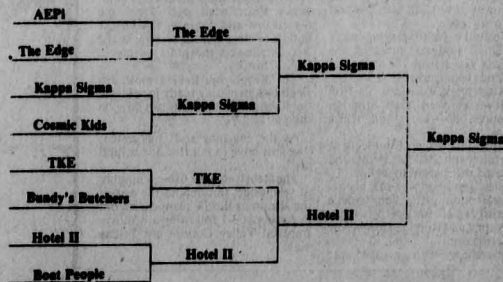 AEPi
The Edge
The Edge
Kappa Sigma
Kappa Sigma
Kappa Sigma
Cosmic Kids
Kappa Sigma
TKE
TKE
Bundy's Butchers
Hotel II
Hotel II
Hotel II
Boat People